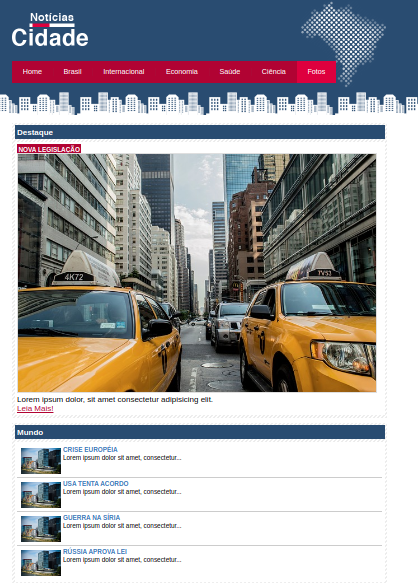 Notícias
Cidade
Home Brasil Internacional Economia Saúde Ciência Fotos
Destaque
NOVA LEGISLAÇÃO
4K72
7V53
Lorem ipsum dolor, sit amet consectetur adipisicing elit.
Leia Mais!
Mundo
CRISE EUROPÉIA
Lorem ipsum dolor sit amet, consectetur...
USA TENTA ACORDO
Lorem ipsum dolor sit amet, consectetur...
GUERRA NA SÍRIA
Lorem ipsum dolor sit amet, consectetur...
RÚSSIA APROVA LEI
Lorem ipsum dolor sit amet, consectetur...